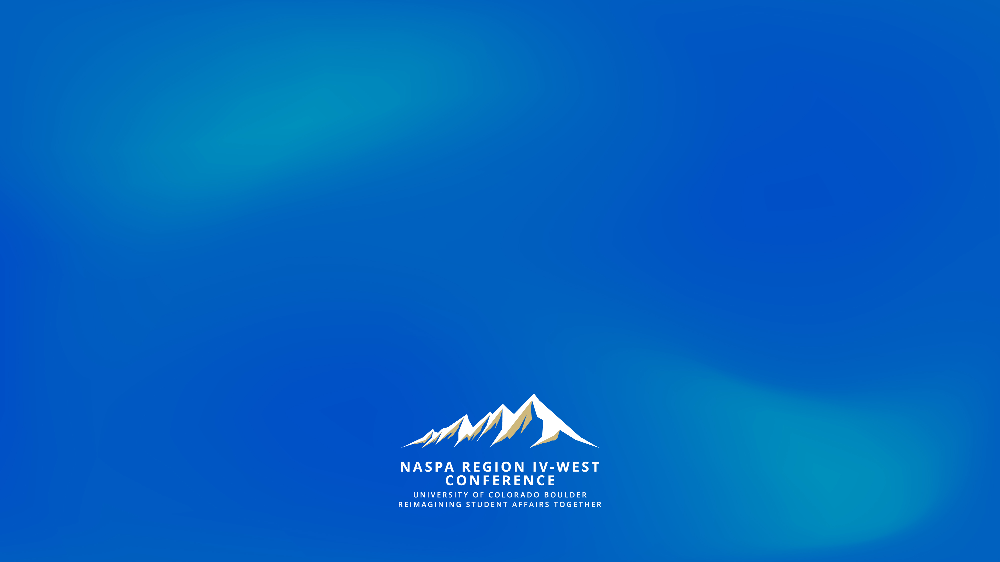 NASPA REGION IV-WEST
CONFERENCE
UNIVERSITY OF COLORADO BOULDER
REIMAGINING STUDENT AFFAIRS TOGETHER